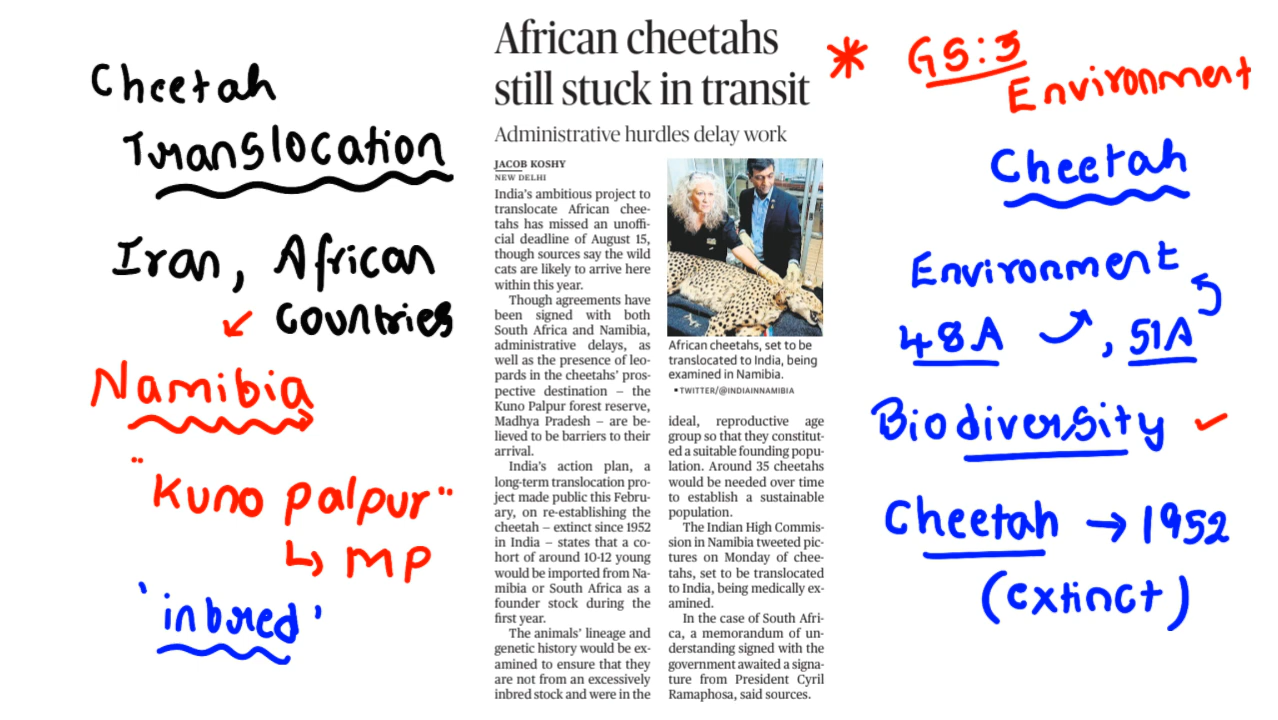 Cheetah
Translocation
Iran, African
countries
Namibia
"Kuno Palpur"
↳ MP
'inbred'
African cheetahs
still stuck in transit
Administrative hurdles delay work
JACOB KOSHY
NEW DELHI
India's ambitious project to
translocate African chee-
tahs has missed an unoffi-
cial deadline of August 15,
though sources say the wild
cats are likely to arrive here
within this year.
Though agreements have
been signed with both
South Africa and Namibia,
administrative delays, as
well as the presence of leo-
pards in the cheetahs' pros-
pective destination – the
Kuno Palpur forest reserve,
Madhya Pradesh – are be-
lieved to be barriers to their
arrival.
India's action plan, a
long-term translocation pro-
ject made public this Febru-
ary, on re-establishing the
cheetah – extinct since 1952
in India – states that a co-
hort of around 10-12 young
would be imported from Na-
mibia or South Africa as a
founder stock during the
first year.
The animals' lineage and
genetic history would be ex-
amined to ensure that they
are not from an excessively
inbred stock and were in the
African cheetahs, set to be
translocated to India, being
examined in Namibia.
•TWITTER/@INDIAINNAMIBIA
ideal, reproductive age
group so that they constitut-
ed a suitable founding popu-
lation. Around 35 cheetahs
would be needed over time
to establish a sustainable
population.
The Indian High Commis-
sion in Namibia tweeted pic-
tures on Monday of chee-
tahs, set to be translocated
to India, being medically ex-
amined.
In the case of South Afri-
ca, a memorandum of un-
derstanding signed with the
government awaited a signa-
ture from President Cyril
Ramaphosa, said sources.
* GS:3
Environment
Cheetah
Environment
48A , 51A
Biodiversity
Cheetah → 1952
(extinct)